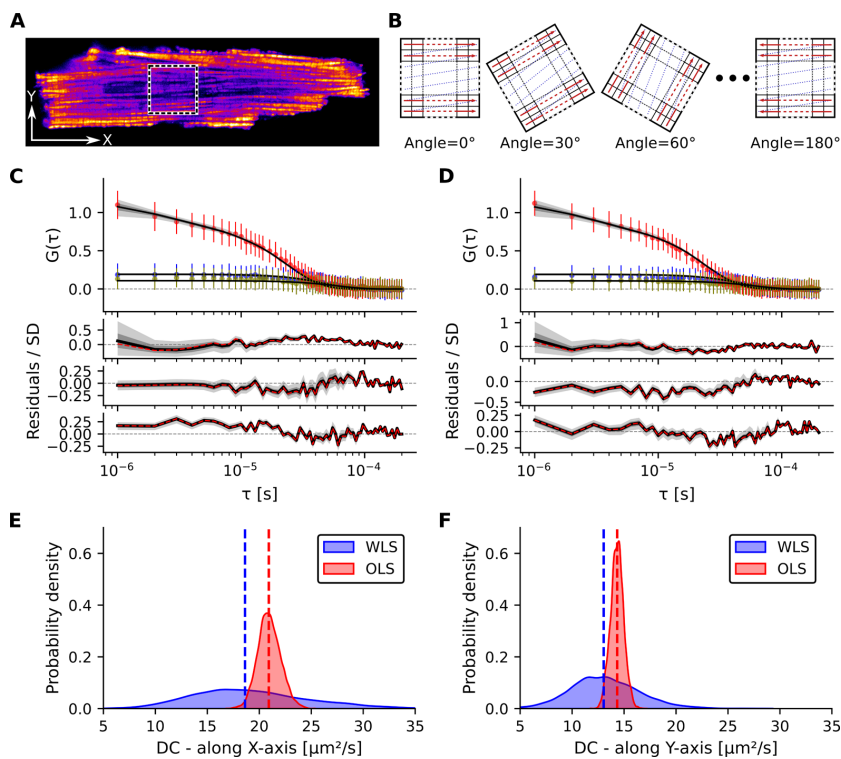 A
Y
X
B
Angle=0°
Angle=30°
Angle=60°
Angle=180°
C
G(τ)
1.0
0.5
0.0
Residuals / SD
0.5
0.0
0.25
0.00
−0.25
0.25
0.00
−0.25
10⁻⁶
10⁻⁵
10⁻⁴
τ [s]
D
G(τ)
1.0
0.5
0.0
Residuals / SD
1
0
0.0
−0.5
0.25
0.00
−0.25
10⁻⁶
10⁻⁵
10⁻⁴
τ [s]
E
Probability density
0.6
0.4
0.2
0.0
WLS
OLS
5
10
15
20
25
30
35
DC - along X-axis [μm²/s]
F
Probability density
0.6
0.4
0.2
0.0
WLS
OLS
5
10
15
20
25
30
35
DC - along Y-axis [μm²/s]